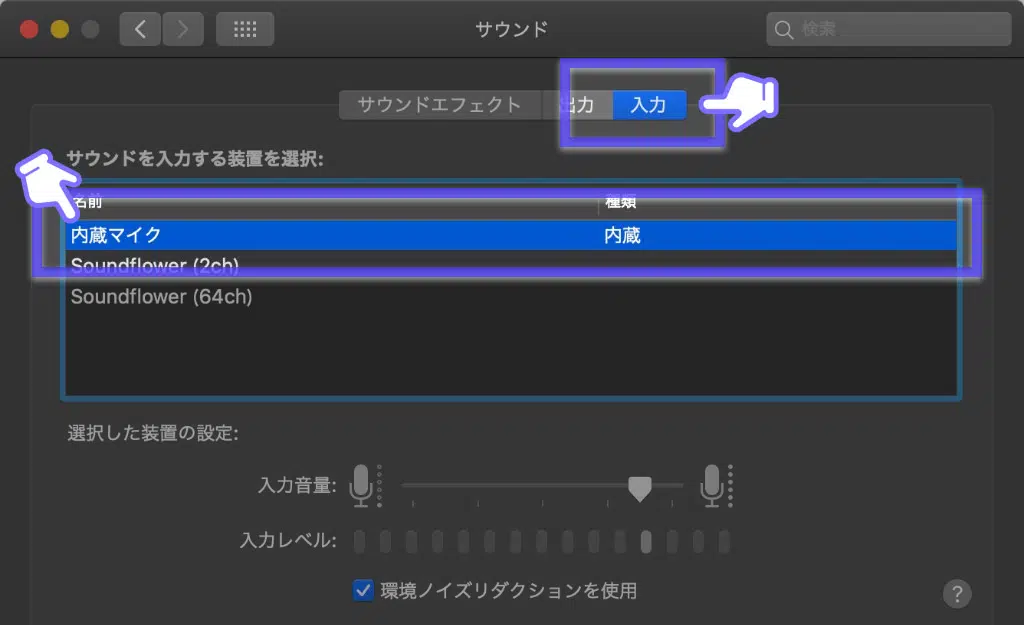 サウンド
検索
サウンドエフェクト 出力 入力
サウンドを入力する装置を選択:
名前 種類
内蔵マイク 内蔵
Soundflower (2ch)
Soundflower (64ch)
選択した装置の設定:
入力音量:
入力レベル:
環境ノイズリダクションを使用
?